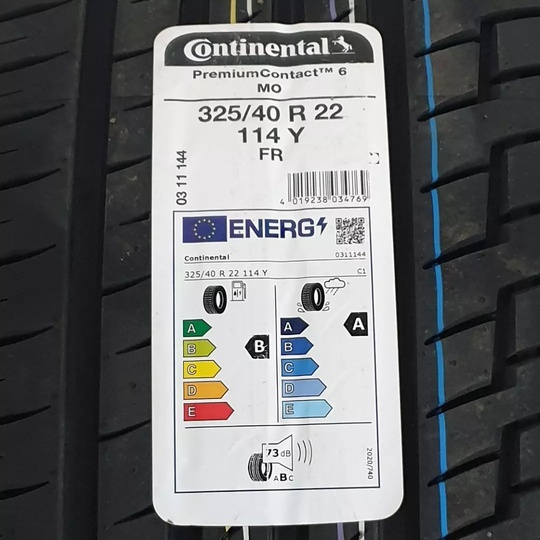 Continental
PremiumContact™ 6
MO
325/40 R 22
114 Y
FR
03 11 144
4 019238 034769
ENERG
Continental 0311144
325/40 R 22 114 Y C1
A A
B B
C C
D D
E E
B
A
73 dB
ABC
2020/740